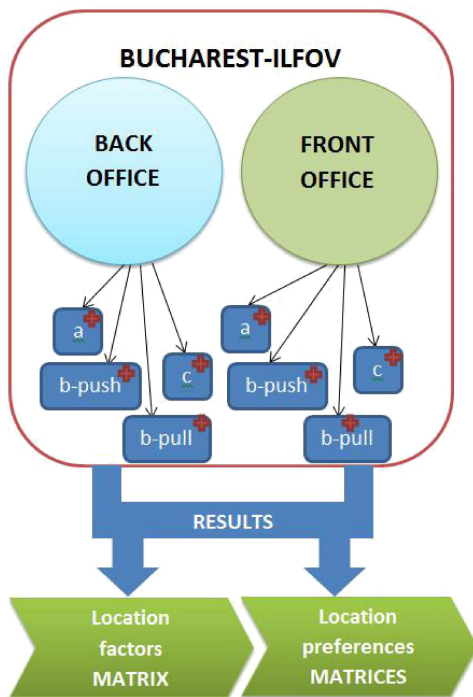 BUCHAREST-ILFOV
BACK
OFFICE
FRONT
OFFICE
a
b-push
c
b-pull
a
b-push
c
b-pull
RESULTS
Location
factors
MATRIX
Location
preferences
MATRICES